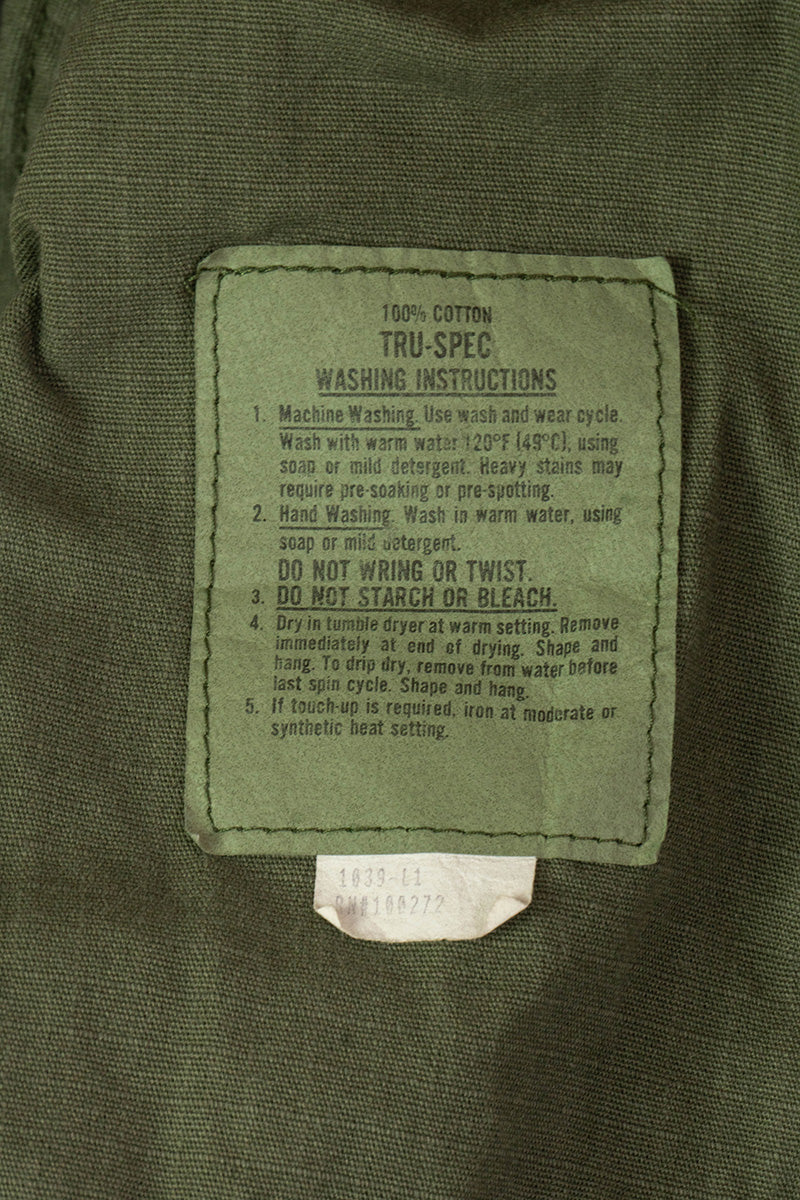 100% COTTON
TRU-SPEC
WASHING INSTRUCTIONS
1. Machine Washing. Use wash and wear cycle.
Wash with warm water 120°F (49°C), using
soap or mild detergent. Heavy stains may
require pre-soaking or pre-spotting.
2. Hand Washing. Wash in warm water, using
soap or mild detergent.
DO NOT WRING OR TWIST.
3. DO NOT STARCH OR BLEACH.
4. Dry in tumble dryer at warm setting. Remove
immediately at end of drying. Shape and
hang. To drip dry, remove from water before
last spin cycle. Shape and hang.
5. If touch-up is required, iron at moderate or
synthetic heat setting.
1039-L1
RN#100272